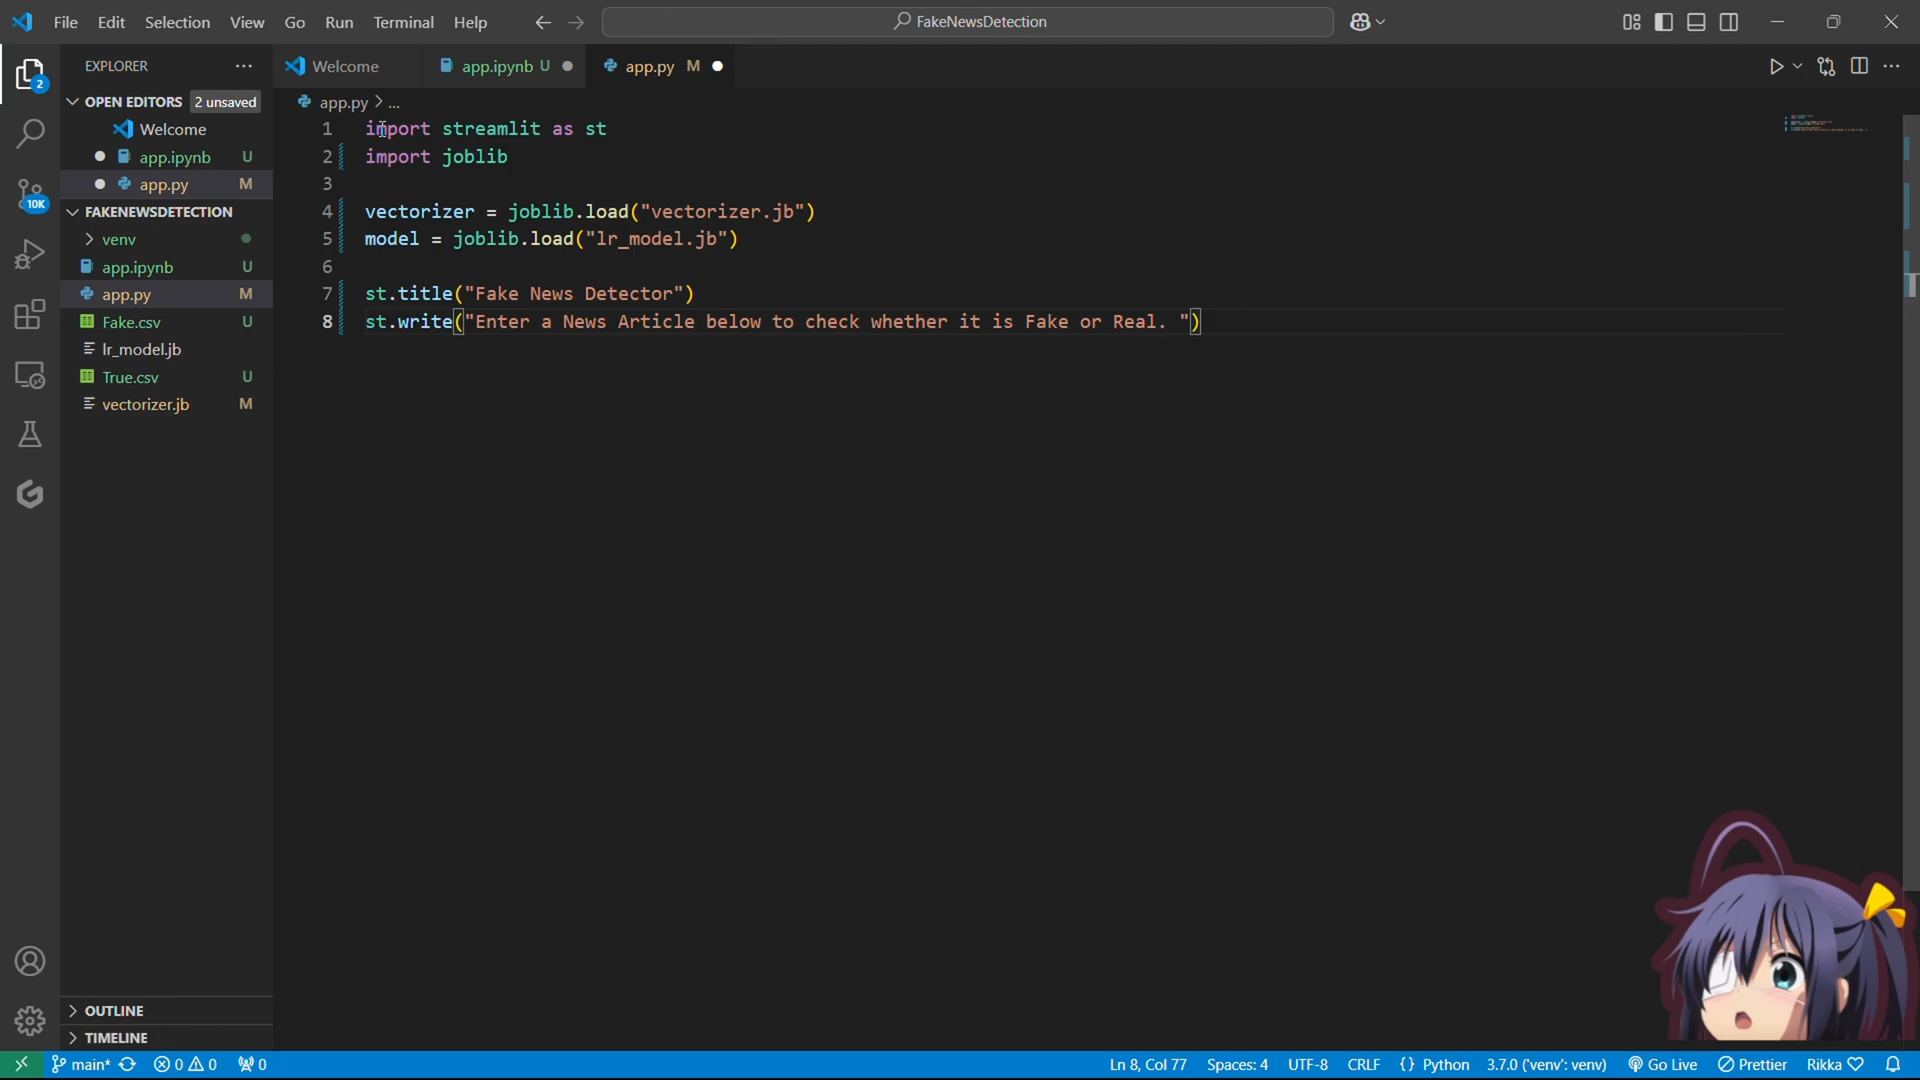 File Edit Selection View Go Run Terminal Help
FakeNewsDetection
EXPLORER
Welcome
app.ipynb U
app.py M
OPEN EDITORS 2 unsaved
app.py > ...
Welcome
app.ipynb U
app.py M
FAKENEWSDETECTION
venv
app.ipynb U
app.py M
Fake.csv U
lr_model.jb
True.csv U
vectorizer.jb M
2
10K
1 import streamlit as st
2 import joblib
3
4 vectorizer = joblib.load("vectorizer.jb")
5 model = joblib.load("lr_model.jb")
6
7 st.title("Fake News Detector")
8 st.write("Enter a News Article below to check whether it is Fake or Real. ")
OUTLINE
TIMELINE
main* 0 0 0 Ln 8, Col 77 Spaces: 4 UTF-8 CRLF {} Python 3.7.0 ('venv': venv) Go Live Prettier Rikka